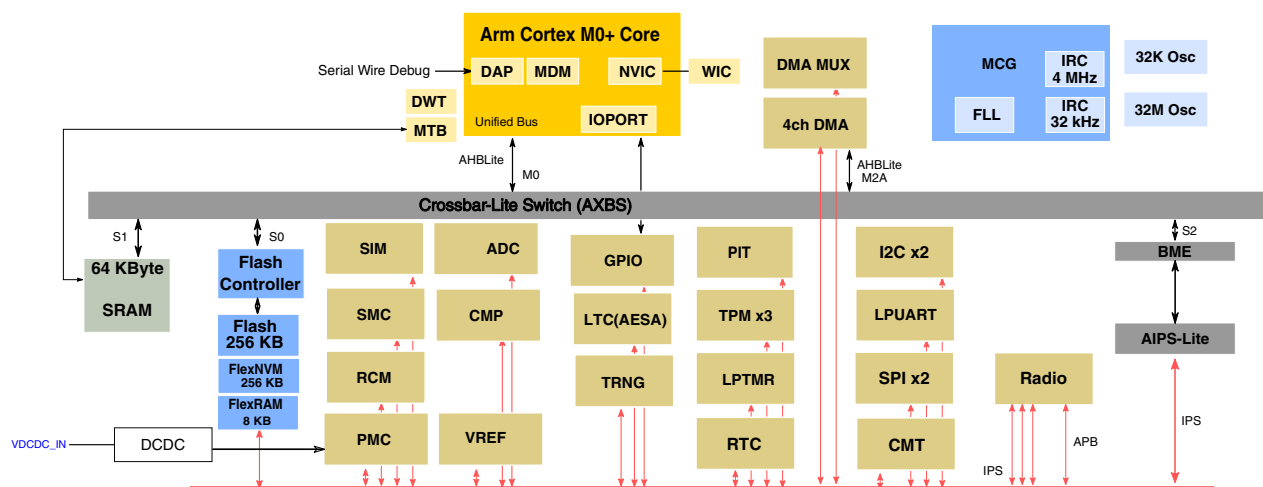 Arm Cortex M0+ Core
Serial Wire Debug
DAP
MDM
NVIC
WIC
DWT
MTB
Unified Bus
IOPORT
DMA MUX
4ch DMA
MCG
IRC
4 MHz
FLL
IRC
32 kHz
32K Osc
32M Osc
AHBLite
M0
AHBLite
M2A
Crossbar-Lite Switch (AXBS)
S1
S0
S2
64 KByte
SRAM
Flash
Controller
Flash
256 KB
FlexNVM
256 KB
FlexRAM
8 KB
SIM
SMC
RCM
PMC
ADC
CMP
VREF
GPIO
LTC(AESA)
TRNG
PIT
TPM x3
LPTMR
RTC
I2C x2
LPUART
SPI x2
CMT
Radio
IPS
APB
BME
AIPS-Lite
IPS
VDCDC_IN
DCDC